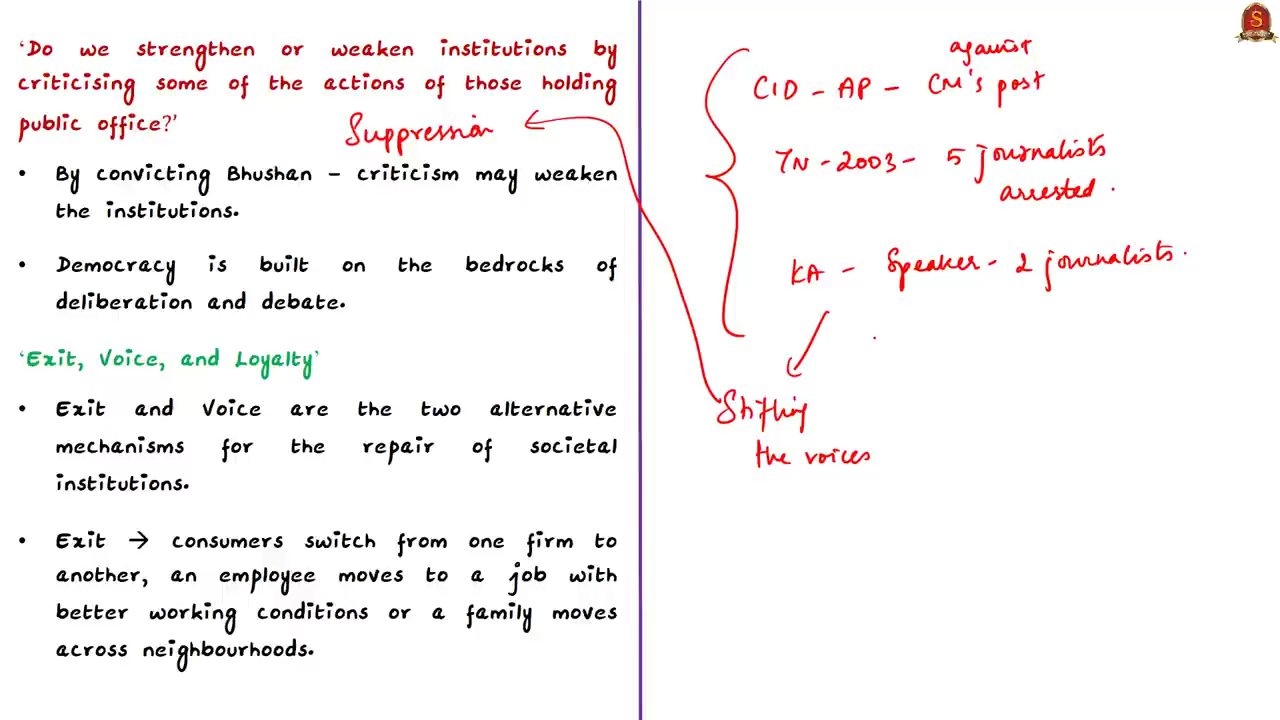 'Do we strengthen or weaken institutions by
criticising some of the actions of those holding
public office?'
Suppression
• By convicting Bhushan – criticism may weaken
the institutions.
• Democracy is built on the bedrocks of
deliberation and debate.
'Exit, Voice, and Loyalty'
• Exit and Voice are the two alternative
mechanisms for the repair of societal
institutions.
• Exit → consumers switch from one firm to
another, an employee moves to a job with
better working conditions or a family moves
across neighbourhoods.
against
CID - AP - CM's post
TN - 2003 - 5 journalists
arrested.
KA - Speaker - 2 journalists.
Stifling
the voices
S